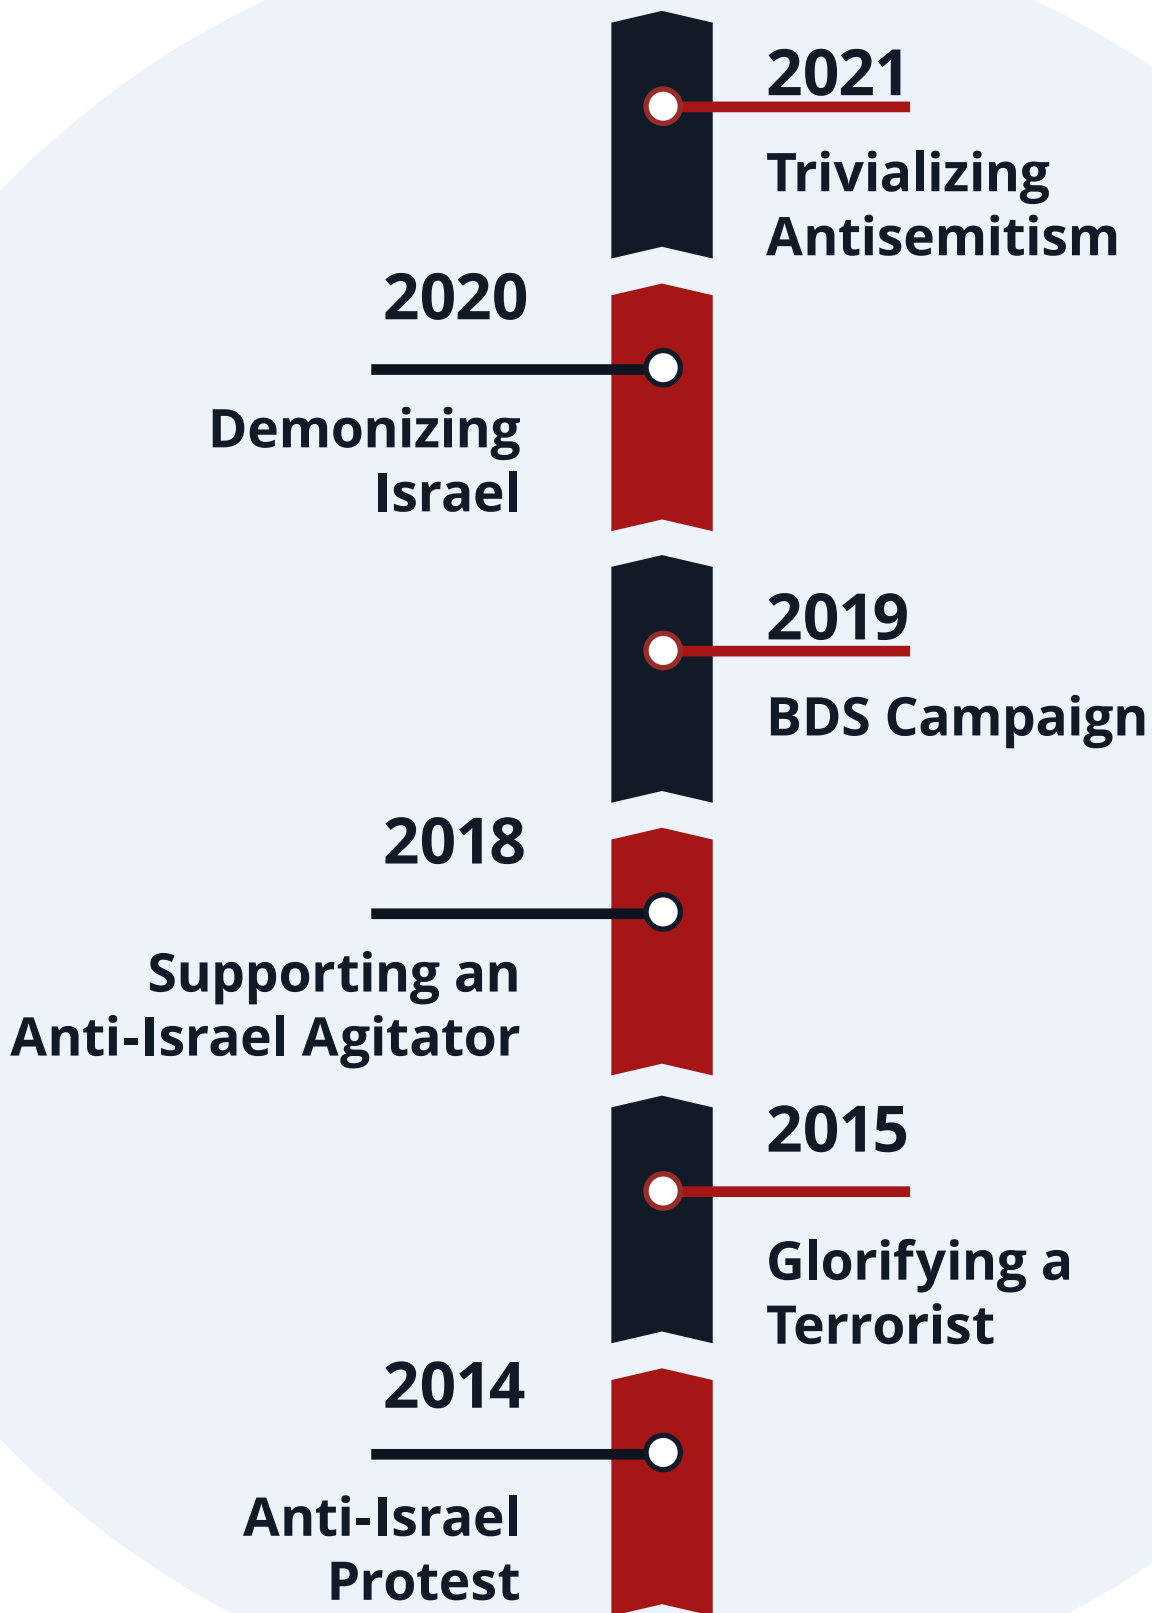 2021
Trivializing
Antisemitism
2020
Demonizing
Israel
2019
BDS Campaign
2018
Supporting an
Anti-Israel Agitator
2015
Glorifying a
Terrorist
2014
Anti-Israel
Protest